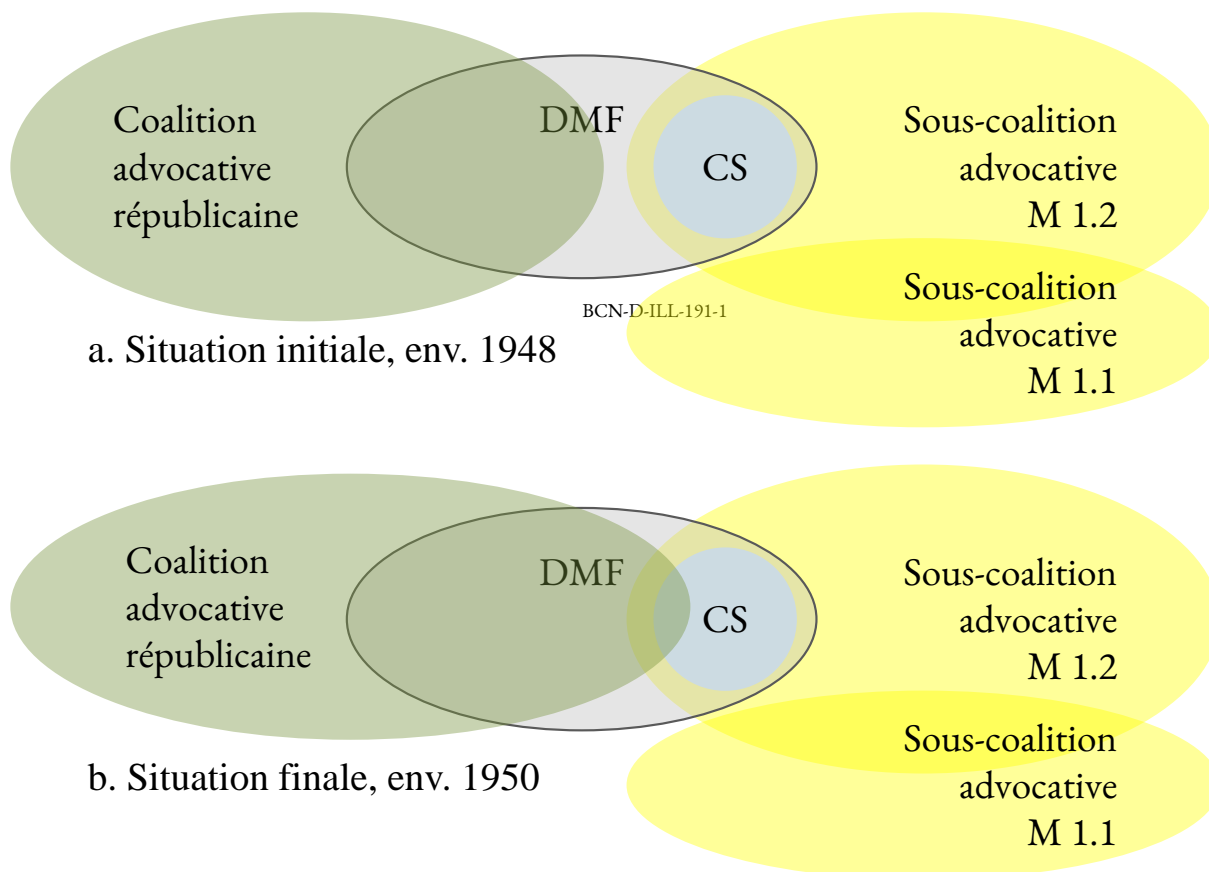 Coalition
advocative
républicaine
DMF
CS
Sous-coalition
advocative
M 1.2
BCN-D-ILL-191-1
Sous-coalition
advocative
M 1.1
a. Situation initiale, env. 1948
Coalition
advocative
républicaine
DMF
CS
Sous-coalition
advocative
M 1.2
Sous-coalition
advocative
M 1.1
b. Situation finale, env. 1950